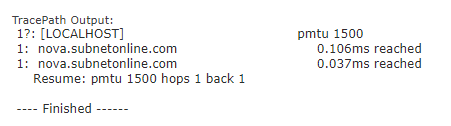 TracePath Output:
1?: [LOCALHOST] pmtu 1500
1: nova.subnetonline.com 0.106ms reached
1: nova.subnetonline.com 0.037ms reached
Resume: pmtu 1500 hops 1 back 1
---- Finished ------